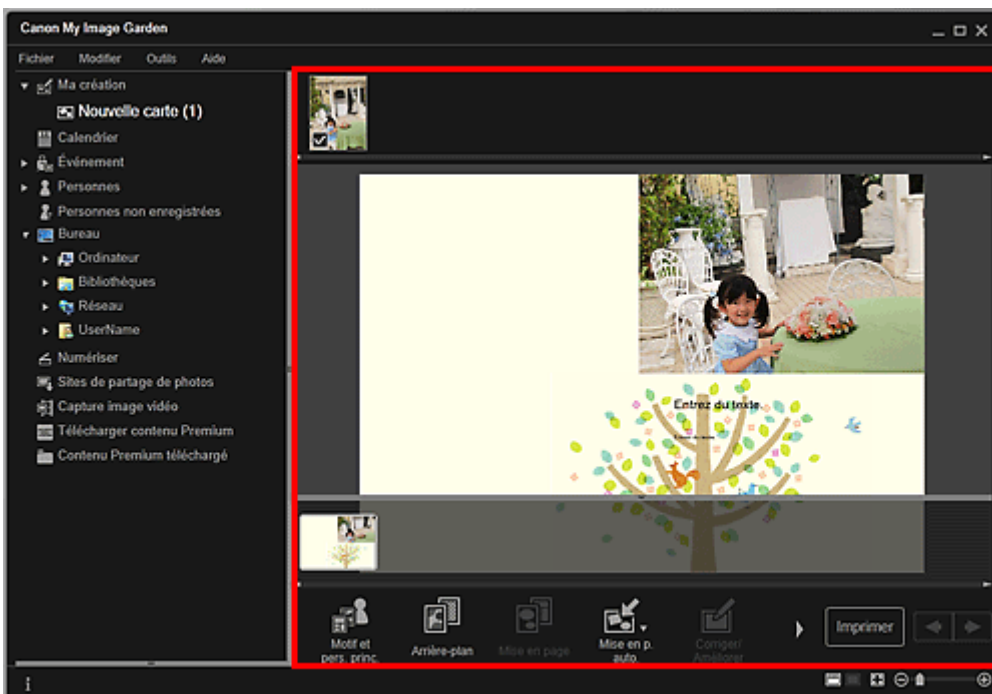 Canon My Image Garden
Fichier Modifier Outils Aide
Ma création
Nouvelle carte (1)
Calendrier
Événement
Personnes
Personnes non enregistrées
Bureau
Ordinateur
Bibliothèques
Réseau
UserName
Numériser
Sites de partage de photos
Capture image vidéo
Télécharger contenu Premium
Contenu Premium téléchargé
Entrez du texte
Motif et
pers. princ.
Arrière-plan
Mise en page
Mise en p.
auto.
Corriger/
Améliorer
Imprimer